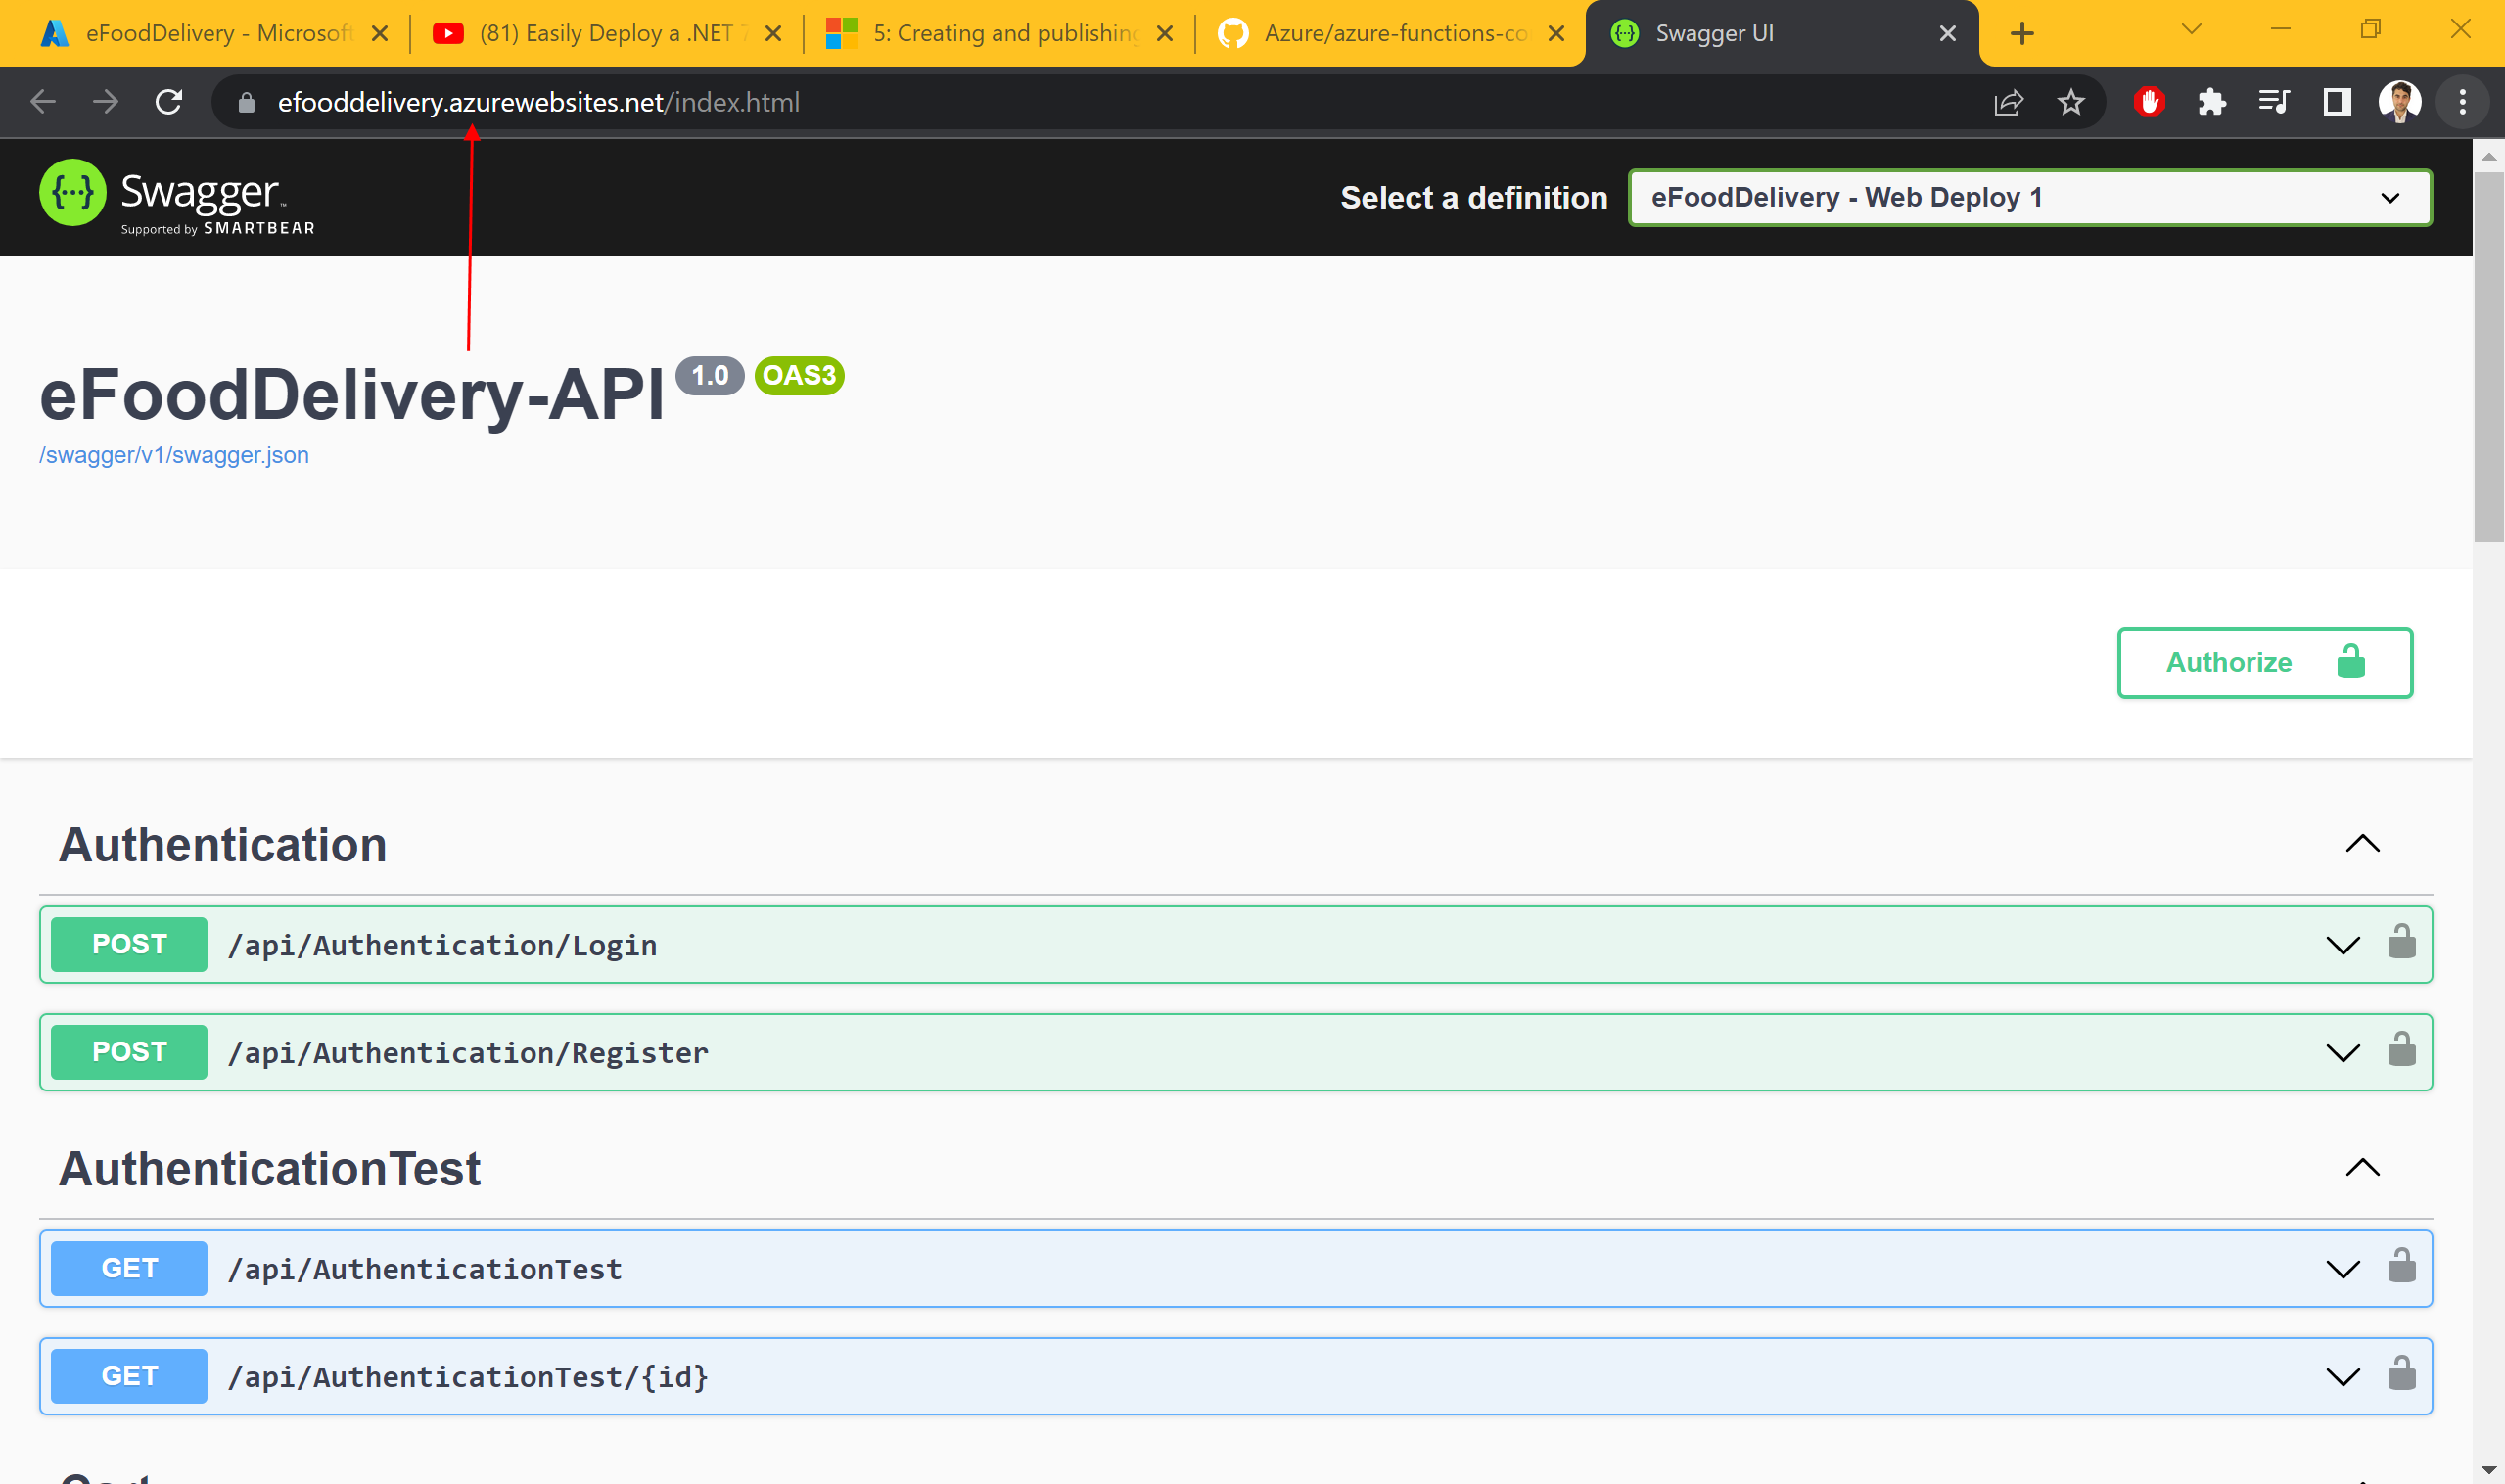 eFoodDelivery - Microsoft
(81) Easily Deploy a .NET 7
5: Creating and publishing
Azure/azure-functions-co
Swagger UI
efooddelivery.azurewebsites.net/index.html
Swagger™
Supported by SMARTBEAR
Select a definition
eFoodDelivery - Web Deploy 1
eFoodDelivery-API 1.0 OAS3
/swagger/v1/swagger.json
Authorize
Authentication
POST /api/Authentication/Login
POST /api/Authentication/Register
AuthenticationTest
GET /api/AuthenticationTest
GET /api/AuthenticationTest/{id}